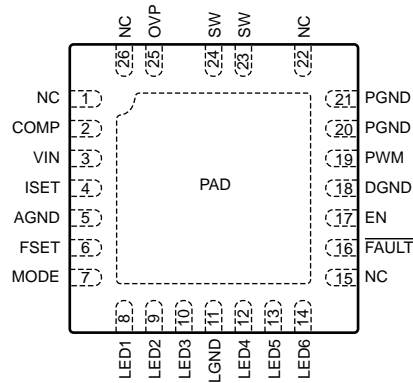 NC
OVP
SW
SW
NC
26
25
24
23
22
NC 1
COMP 2
VIN 3
ISET 4
AGND 5
FSET 6
MODE 7
PAD
21 PGND
20 PGND
19 PWM
18 DGND
17 EN
16 FAULT
15 NC
8
9
10
11
12
13
14
LED1
LED2
LED3
LGND
LED4
LED5
LED6